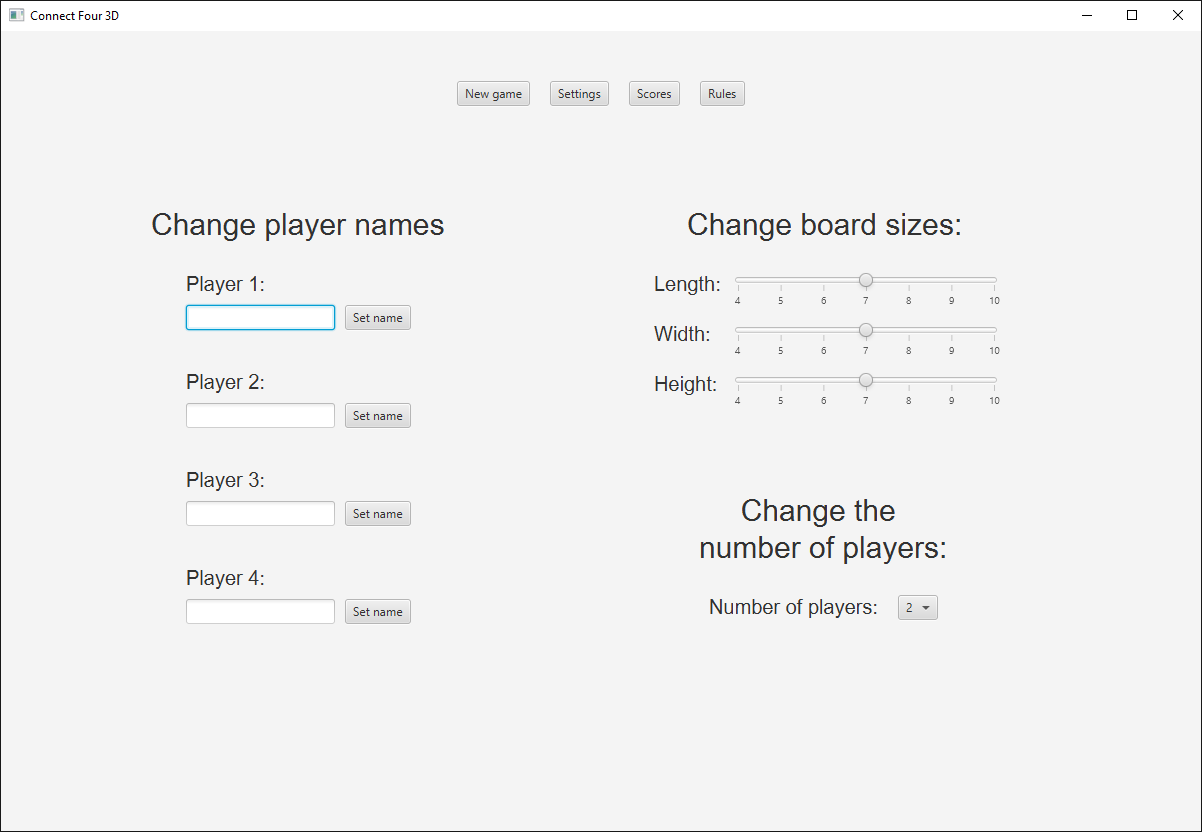 Connect Four 3D
New game Settings Scores Rules
Change player names
Player 1:
Set name
Player 2:
Set name
Player 3:
Set name
Player 4:
Set name
Change board sizes:
Length:
4 5 6 7 8 9 10
Width:
4 5 6 7 8 9 10
Height:
4 5 6 7 8 9 10
Change the
number of players:
Number of players: 2